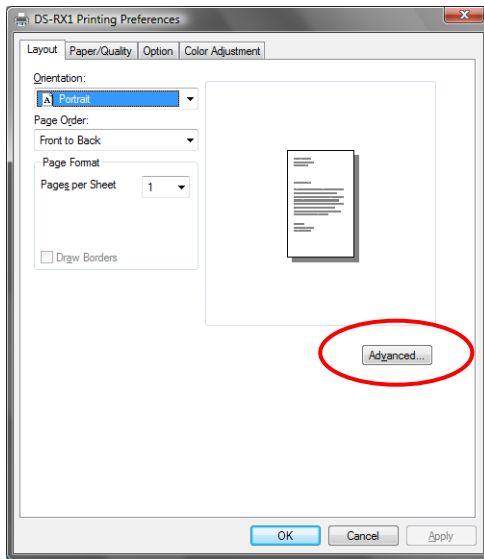 DS-RX1 Printing Preferences
Layout Paper/Quality Option Color Adjustment
Orientation:
A Portrait
Page Order:
Front to Back
Page Format
Pages per Sheet 1
Draw Borders
Advanced...
OK Cancel Apply